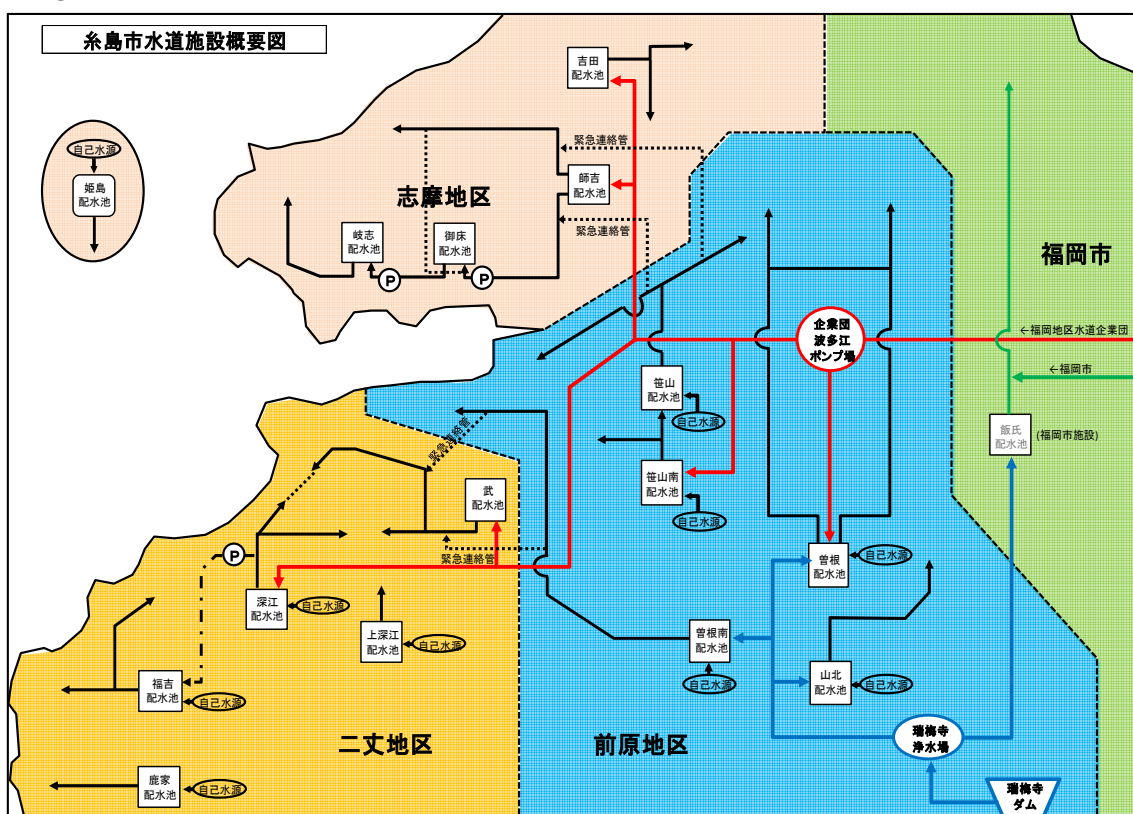 糸島市水道施設概要図
吉田
配水池
緊急連絡管
自己水源
姫島
配水池
師吉
配水池
志摩地区
緊急連絡管
岐志
配水池
御床
配水池
P
P
福岡市
企業団
波多江
ポンプ場
←福岡地区水道企業団
←福岡市
笹山
配水池
自己水源
飯氏
配水池
(福岡市施設)
緊急連絡管
笹山南
配水池
自己水源
武
配水池
P
緊急連絡管
曽根
配水池
自己水源
深江
配水池
自己水源
上深江
配水池
自己水源
曽根南
配水池
自己水源
山北
配水池
自己水源
福吉
配水池
自己水源
二丈地区
前原地区
瑞梅寺
浄水場
鹿家
配水池
自己水源
瑞梅寺
ダム